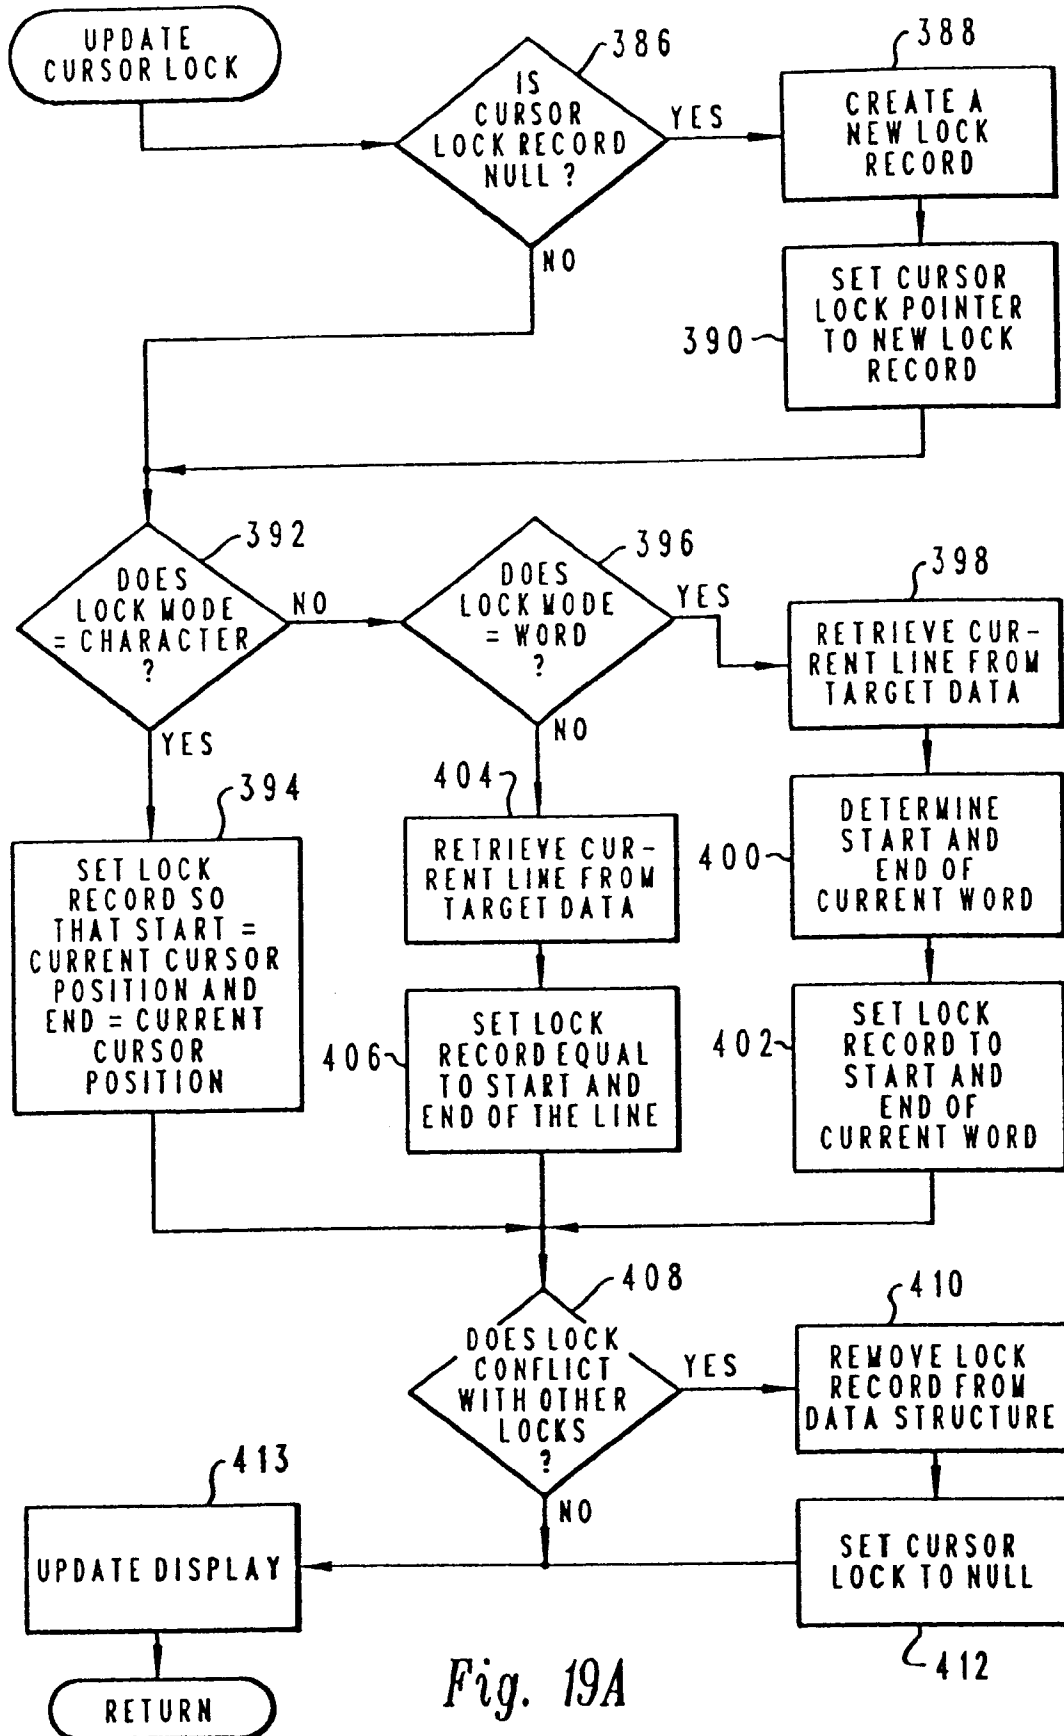 UPDATE
CURSOR LOCK
386
IS
CURSOR
LOCK RECORD
NULL ?
YES
NO
388
CREATE A
NEW LOCK
RECORD
390
SET CURSOR
LOCK POINTER
TO NEW LOCK
RECORD
392
DOES
LOCK MODE
= CHARACTER
?
NO
YES
396
DOES
LOCK MODE
= WORD
?
YES
NO
398
RETRIEVE CUR-
RENT LINE FROM
TARGET DATA
394
SET LOCK
RECORD SO
THAT START =
CURRENT CURSOR
POSITION AND
END = CURRENT
CURSOR
POSITION
404
RETRIEVE CUR-
RENT LINE FROM
TARGET DATA
400
DETERMINE
START AND
END OF
CURRENT WORD
406
SET LOCK
RECORD EQUAL
TO START AND
END OF THE LINE
402
SET LOCK
RECORD TO
START AND
END OF
CURRENT WORD
408
DOES LOCK
CONFLICT
WITH OTHER
LOCKS
?
YES
NO
410
REMOVE LOCK
RECORD FROM
DATA STRUCTURE
413
UPDATE DISPLAY
SET CURSOR
LOCK TO NULL
412
RETURN
Fig. 19A